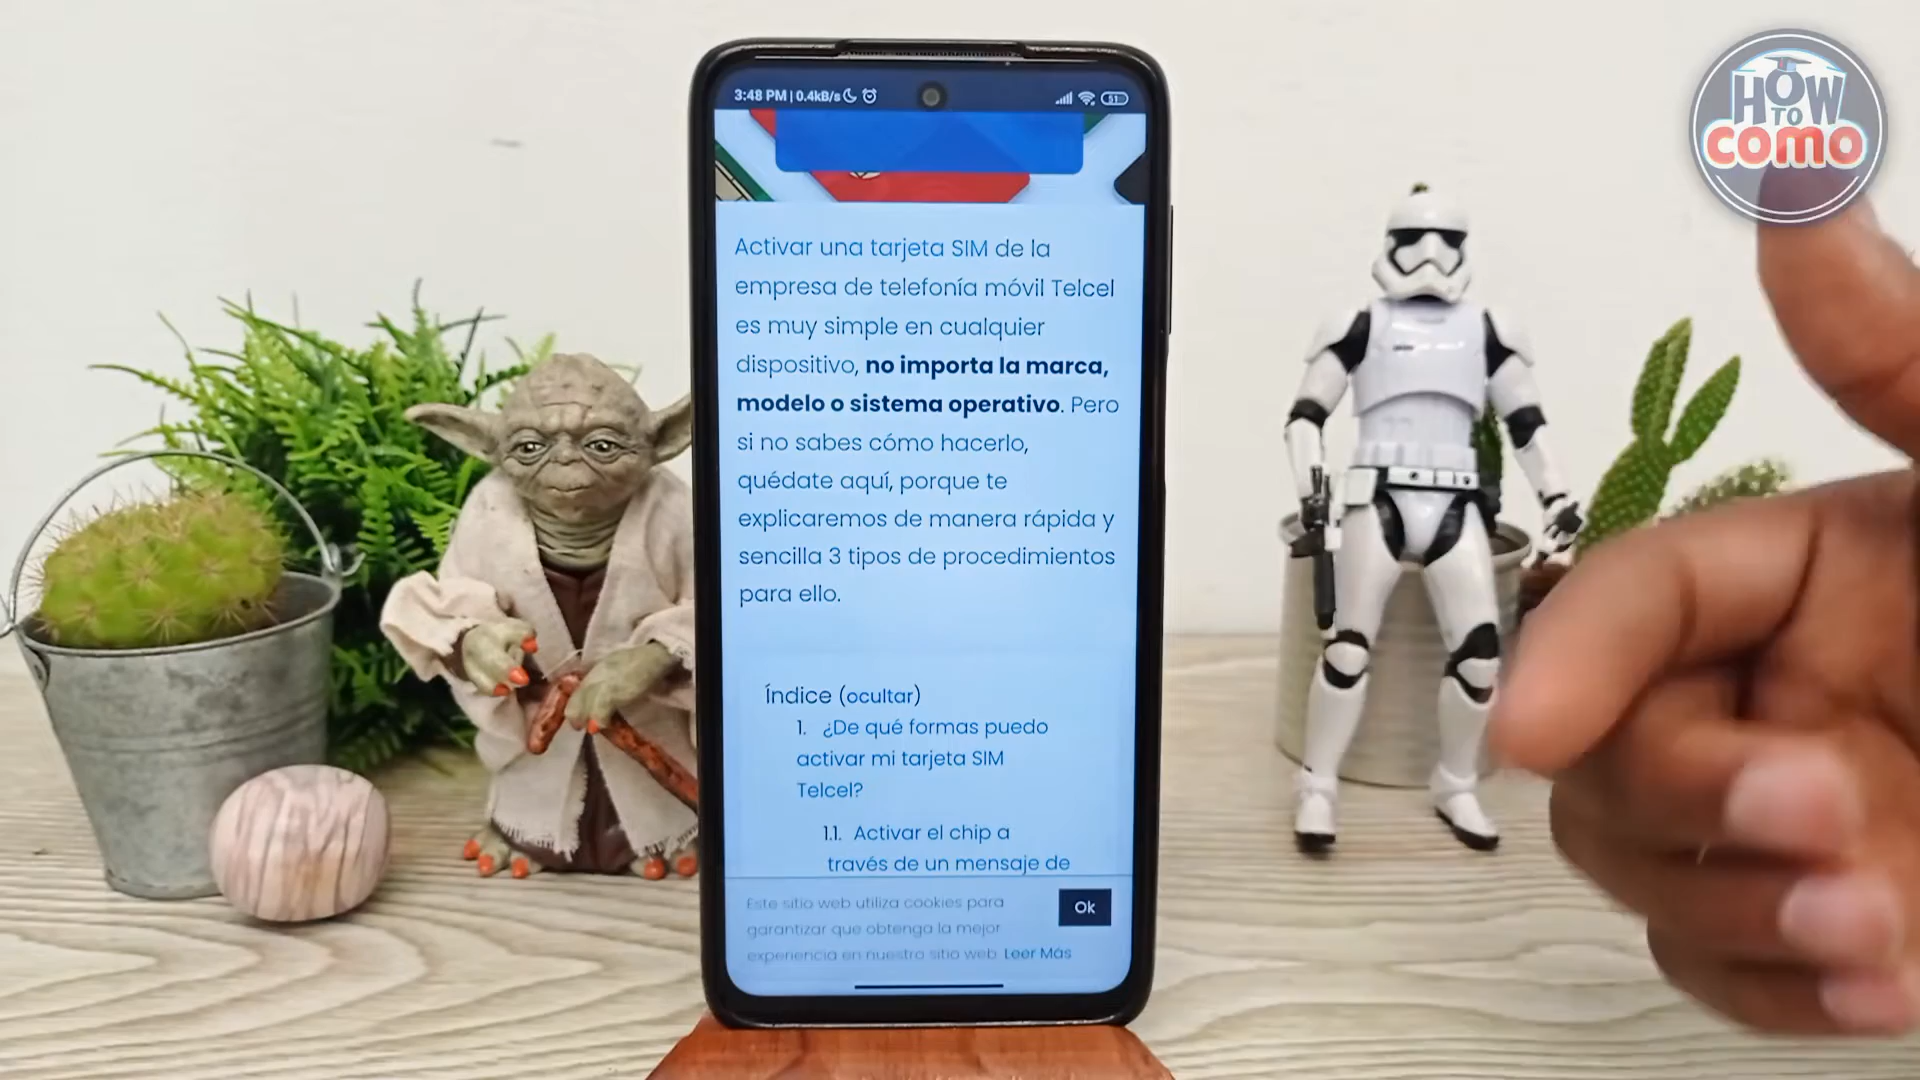 HOW
TO
COMO
3:48 PM | 0.4kB/s
51
Activar una tarjeta SIM de la
empresa de telefonía móvil Telcel
es muy simple en cualquier
dispositivo, no importa la marca,
modelo o sistema operativo. Pero
si no sabes cómo hacerlo,
quédate aquí, porque te
explicaremos de manera rápida y
sencilla 3 tipos de procedimientos
para ello.
Índice (ocultar)
1. ¿De qué formas puedo
activar mi tarjeta SIM
Telcel?
1.1. Activar el chip a
través de un mensaje de
Este sitio web utiliza cookies para
garantizar que obtenga la mejor
experiencia en nuestro sitio web Leer Más
Ok